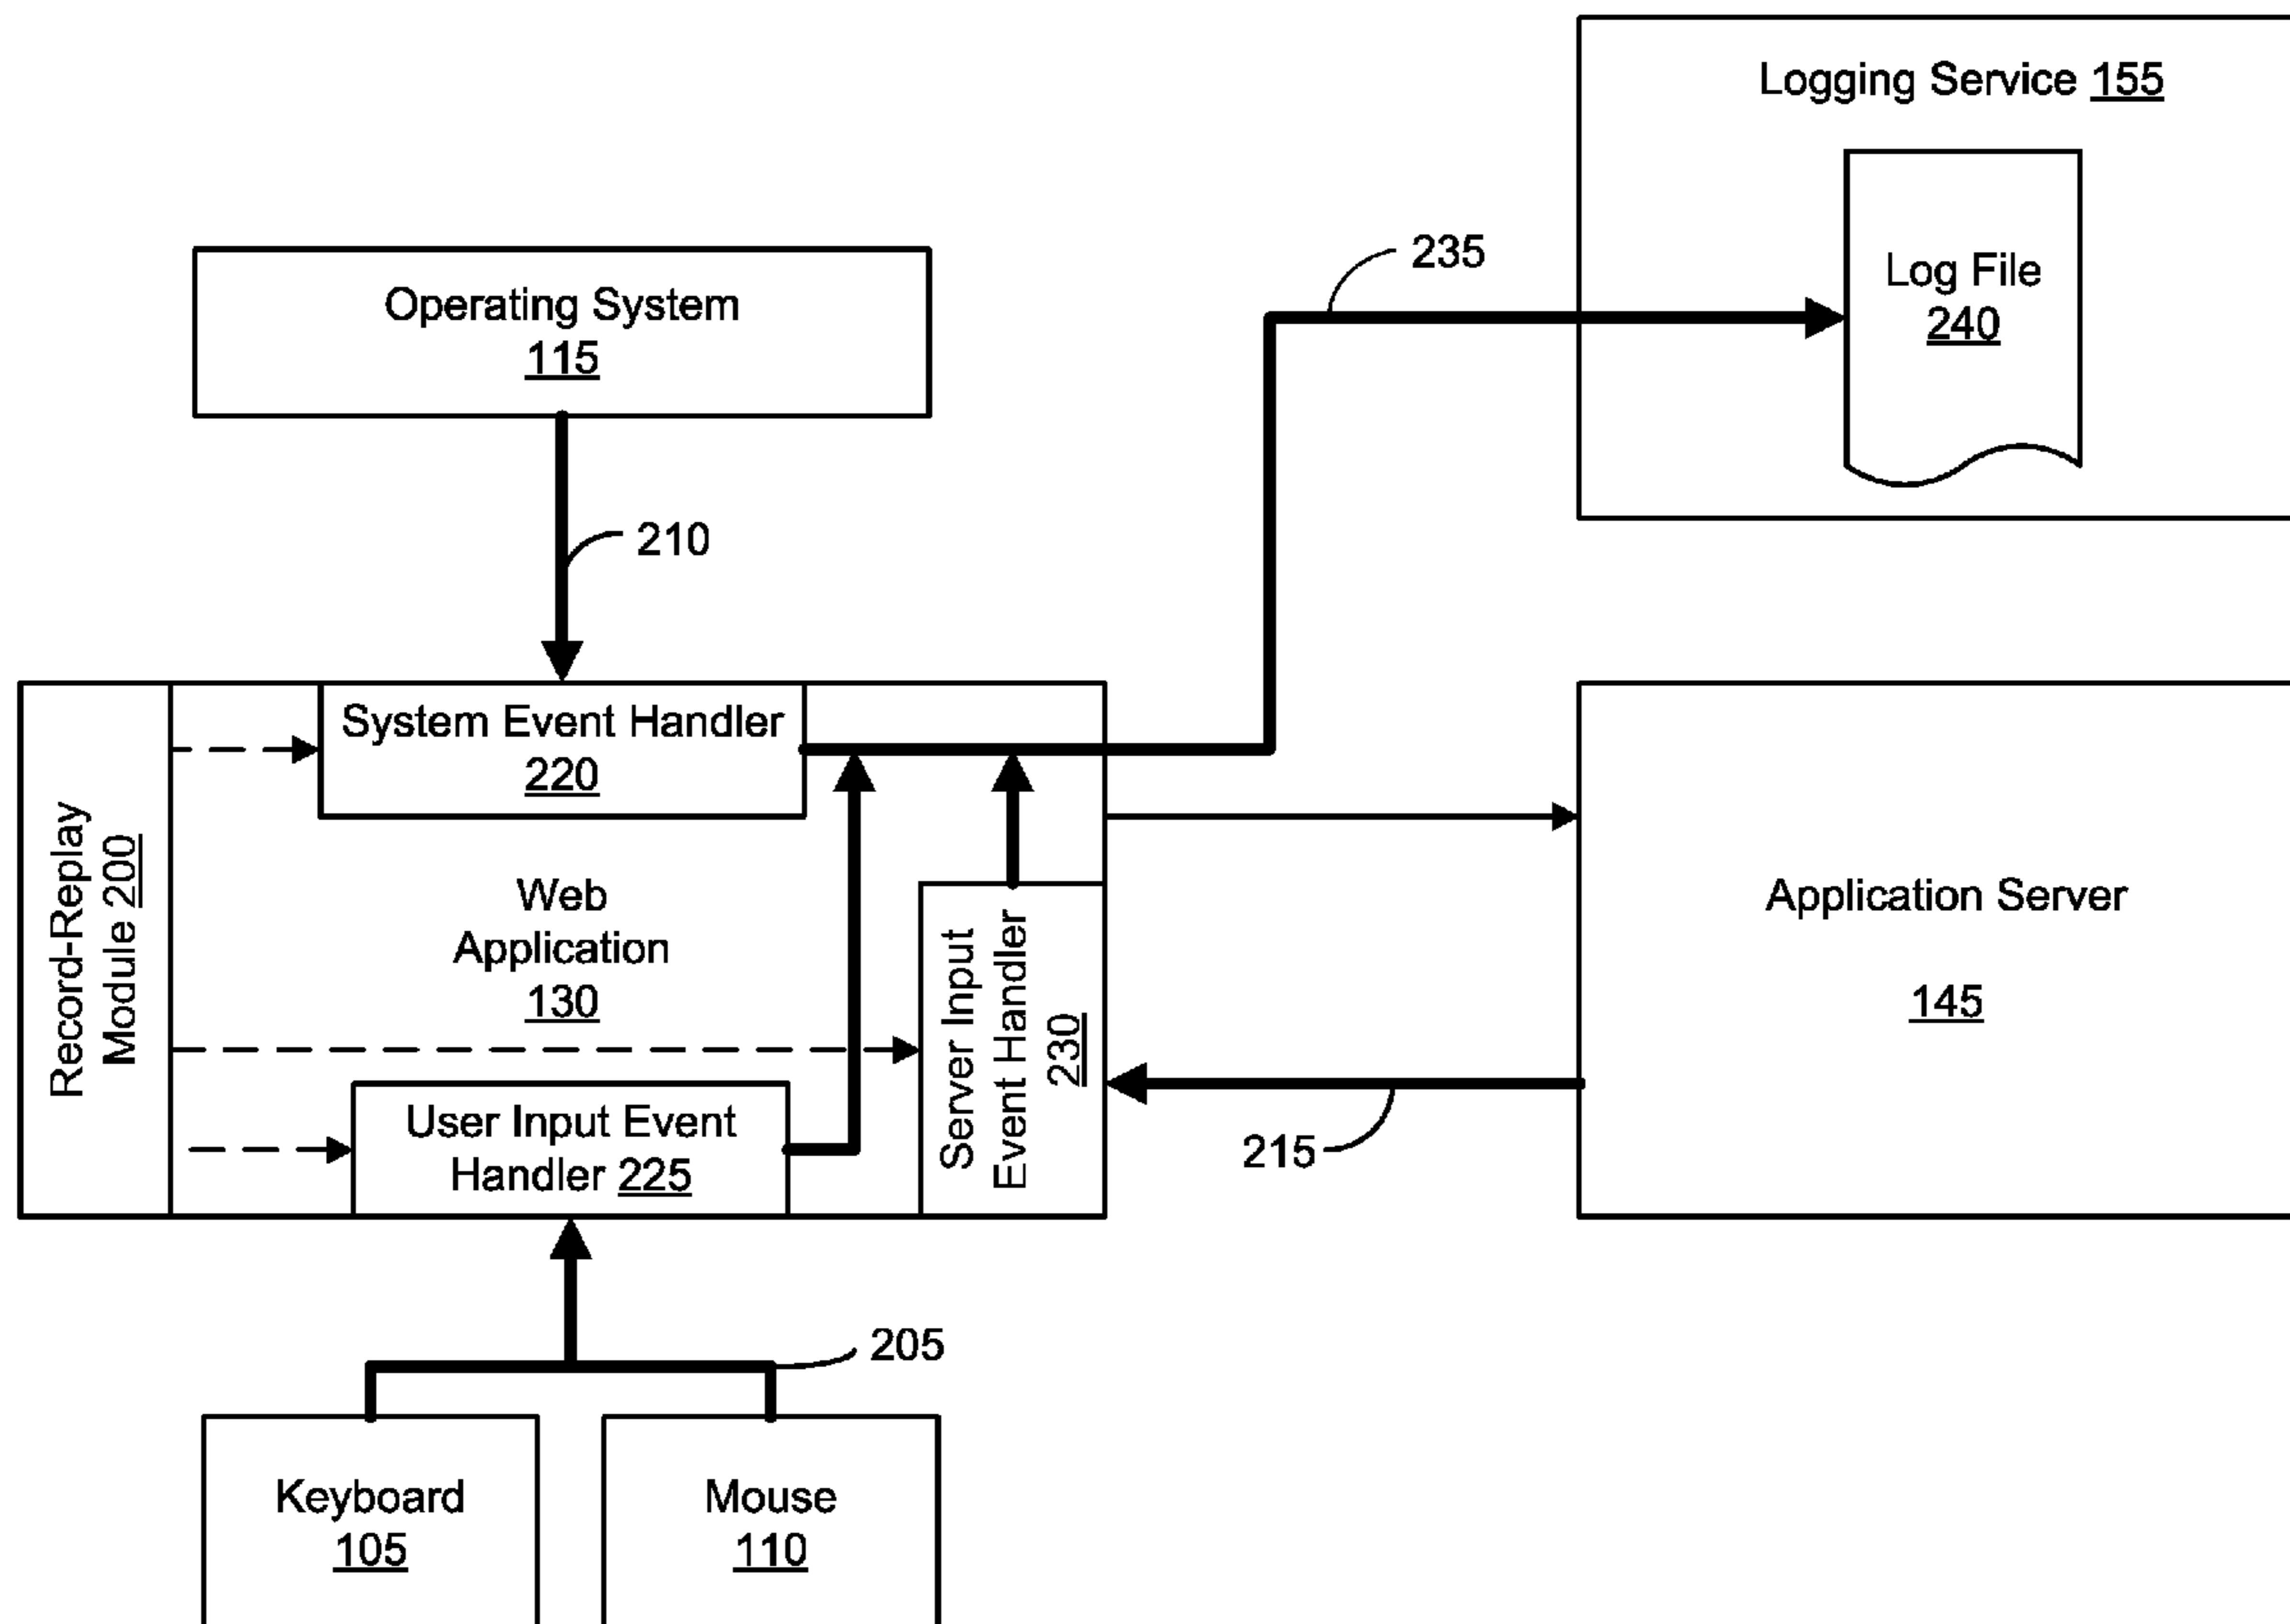 Logging Service 155
Log File
240
235
Operating System
115
210
System Event Handler
220
Record-Replay
Module 200
Web
Application
130
Server Input
Event Handler
230
Application Server
145
User Input Event
Handler 225
215
205
Keyboard
105
Mouse
110